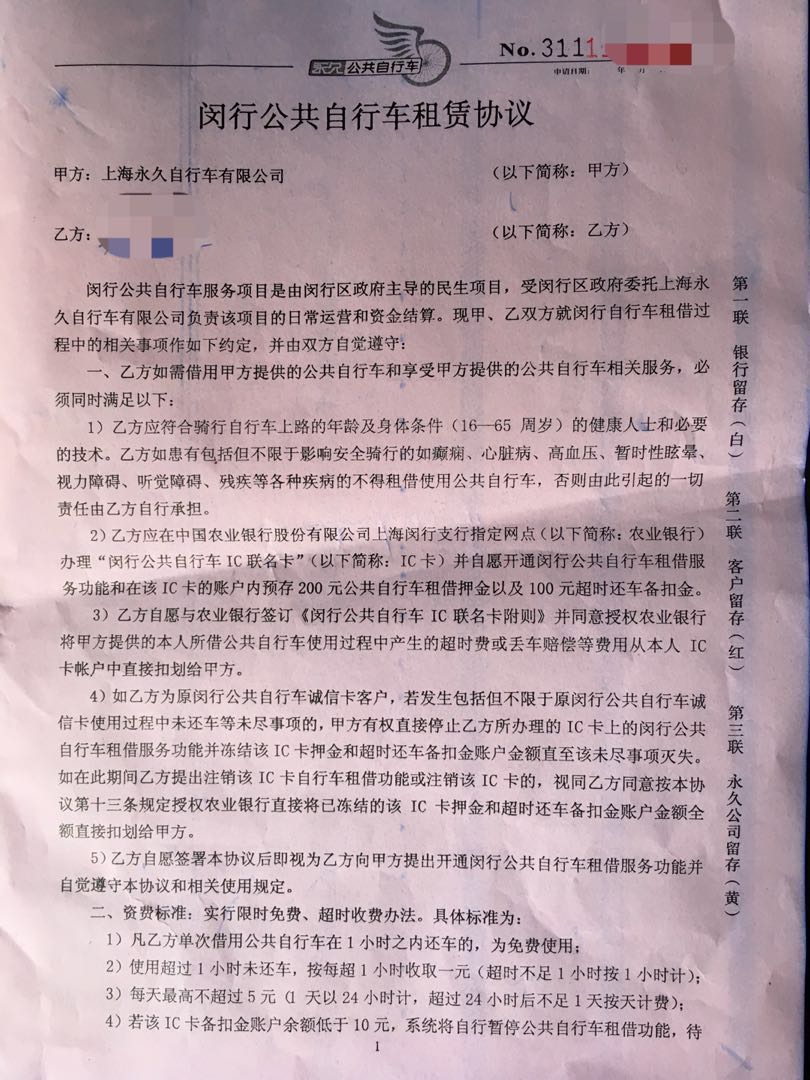 No.3111
申请日期： 年 月
永久 公共自行车
闵行公共自行车租赁协议
甲方：上海永久自行车有限公司 （以下简称：甲方）
乙方： （以下简称：乙方）
闵行公共自行车服务项目是由闵行区政府主导的民生项目，受闵行区政府委托上海永
久自行车有限公司负责该项目的日常运营和资金结算。现甲、乙双方就闵行自行车租借过
程中的相关事项作如下约定，并由双方自觉遵守：
一、乙方如需借用甲方提供的公共自行车和享受甲方提供的公共自行车相关服务，必
须同时满足以下：
1）乙方应符合骑行自行车上路的年龄及身体条件（16—65 周岁）的健康人士和必要
的技术。乙方如患有包括但不限于影响安全骑行的如癫痫、心脏病、高血压、暂时性眩晕、
视力障碍、听觉障碍、残疾等各种疾病的不得租借使用公共自行车，否则由此引起的一切
责任由乙方自行承担。
2）乙方应在中国农业银行股份有限公司上海闵行支行指定网点（以下简称：农业银行）
办理“闵行公共自行车 IC 联名卡”（以下简称：IC 卡）并自愿开通闵行公共自行车租借服
务功能和在该 IC 卡的账户内预存 200 元公共自行车租借押金以及 100 元超时还车备扣金。
3）乙方自愿与农业银行签订《闵行公共自行车 IC 联名卡附则》并同意授权农业银行
将甲方提供的本人所借公共自行车使用过程中产生的超时费或丢车赔偿等费用从本人 IC
卡帐户中直接扣划给甲方。
4）如乙方为原闵行公共自行车诚信卡客户，若发生包括但不限于原闵行公共自行车诚
信卡使用过程中未还车等未尽事项的，甲方有权直接停止乙方所办理的 IC 卡上的闵行公共
自行车租借服务功能并冻结该 IC 卡押金和超时还车备扣金账户金额直至该未尽事项灭失。
如在此期间乙方提出注销该 IC 卡自行车租借功能或注销该 IC 卡的，视同乙方同意按本协
议第十三条规定授权农业银行直接将已冻结的该 IC 卡押金和超时还车备扣金账户金额全
额直接扣划给甲方。
5）乙方自愿签署本协议后即视为乙方向甲方提出开通闵行公共自行车租借服务功能并
自觉遵守本协议和相关使用规定。
二、资费标准：实行限时免费、超时收费办法。具体标准为：
1）凡乙方单次借用公共自行车在 1 小时之内还车的，为免费使用；
2）使用超过 1 小时未还车，按每超 1 小时收取一元（超时不足 1 小时按 1 小时计）；
3）每天最高不超过 5 元（1 天以 24 小时计，超过 24 小时后不足 1 天按天计费）；
4）若该 IC 卡备扣金账户余额低于 10 元，系统将自行暂停公共自行车租借功能，待
1
第一联 银行留存（白） 第二联 客户留存（红） 第三联 永久公司留存（黄）